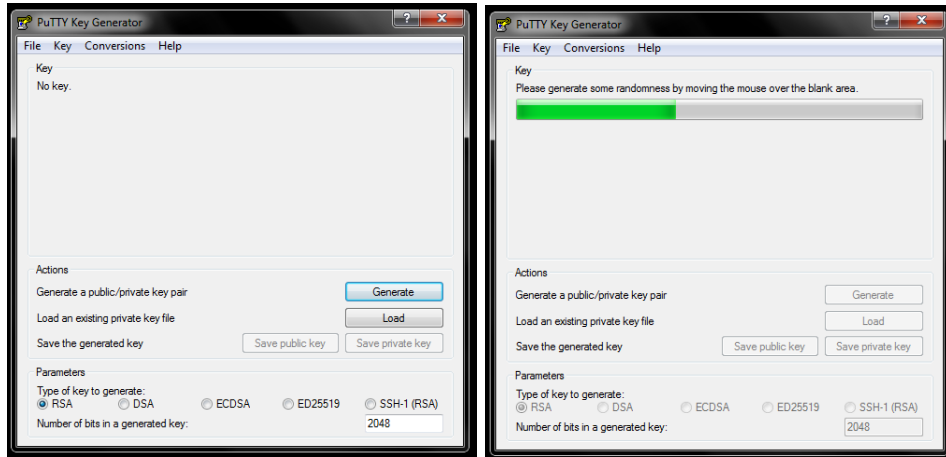 PuTTY Key Generator
?
X
File Key Conversions Help
Key
No key.
Actions
Generate a public/private key pair
Generate
Load an existing private key file
Load
Save the generated key
Save public key
Save private key
Parameters
Type of key to generate:
RSA DSA ECDSA ED25519 SSH-1 (RSA)
Number of bits in a generated key:
2048
PuTTY Key Generator
?
X
File Key Conversions Help
Key
Please generate some randomness by moving the mouse over the blank area.
Actions
Generate a public/private key pair
Generate
Load an existing private key file
Load
Save the generated key
Save public key
Save private key
Parameters
Type of key to generate:
RSA DSA ECDSA ED25519 SSH-1 (RSA)
Number of bits in a generated key:
2048